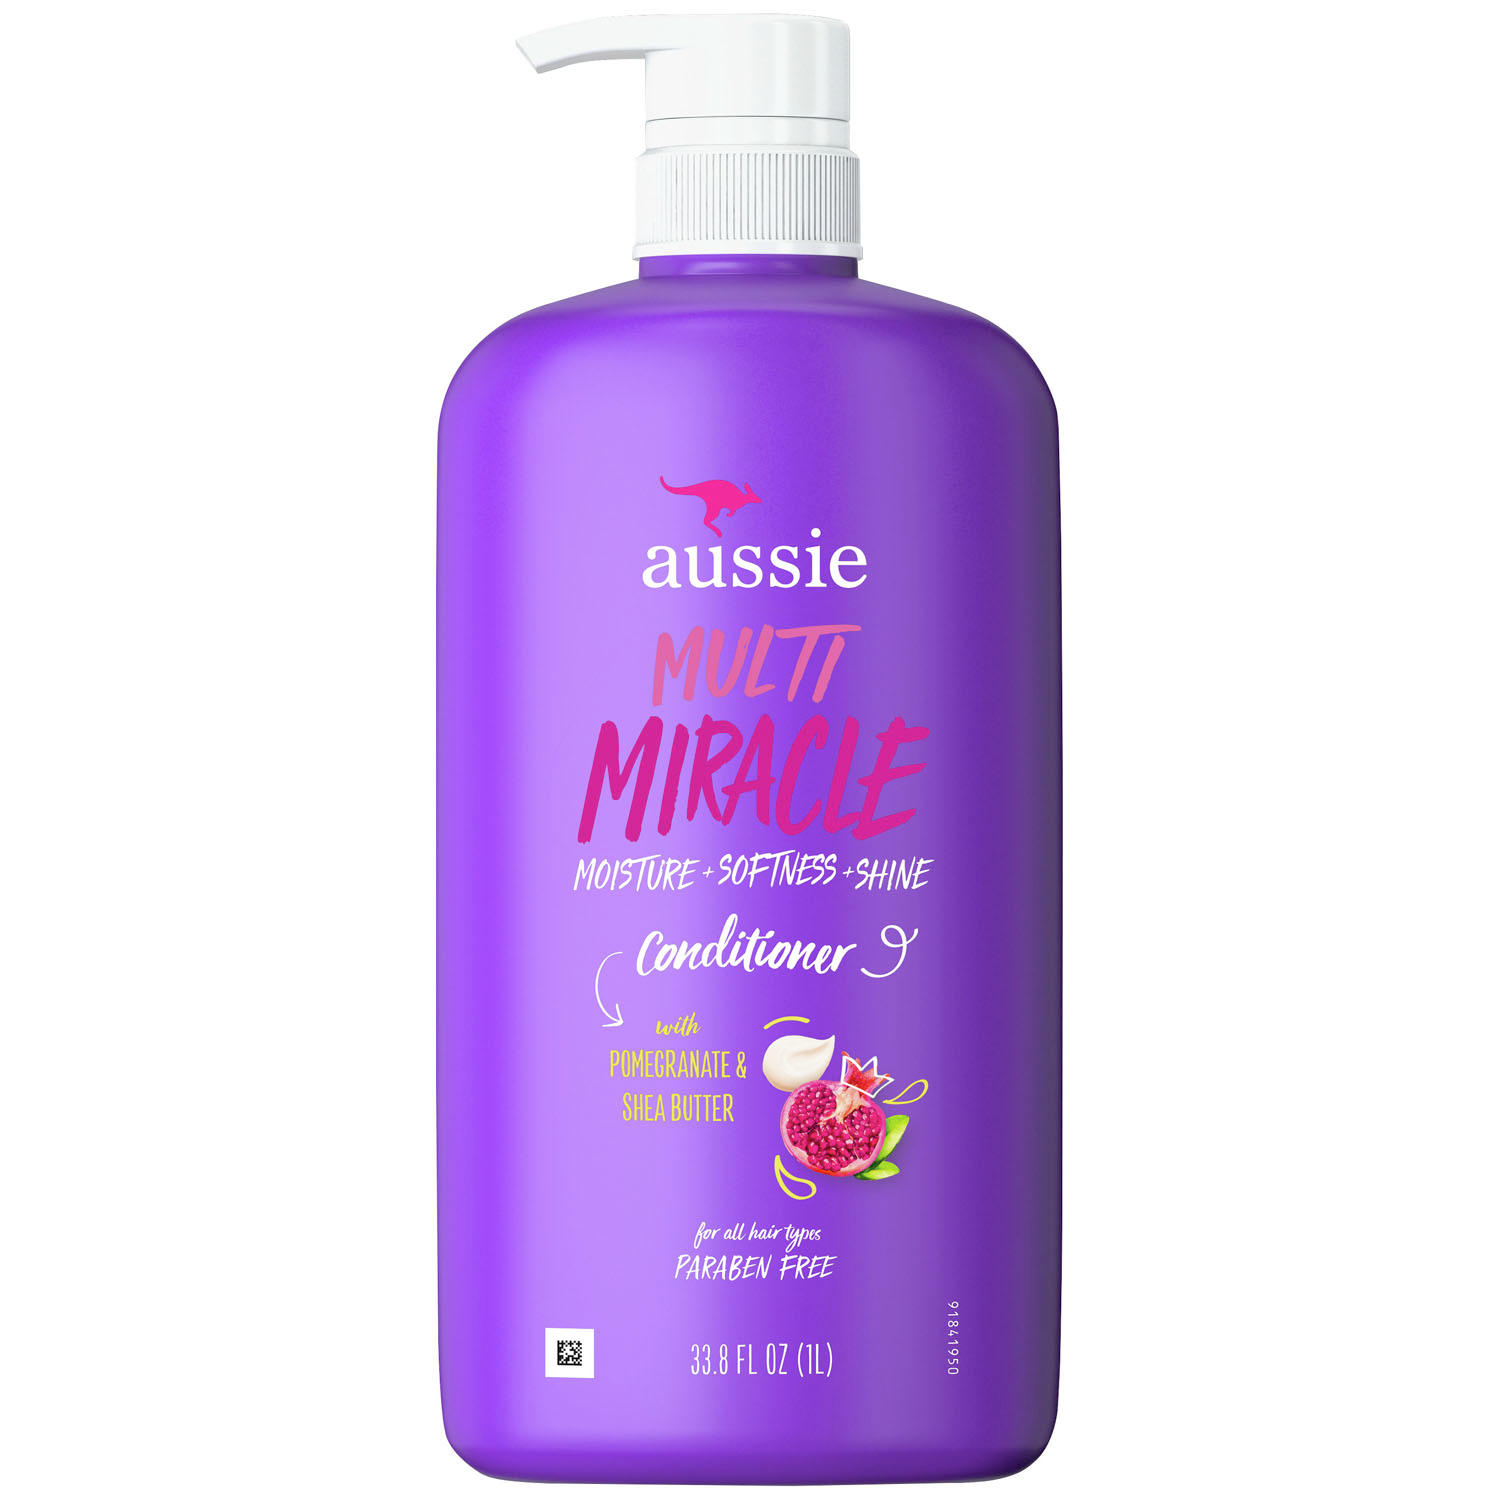 aussie
MULTI
MIRACLE
MOISTURE + SOFTNESS + SHINE
Conditioner
with
POMEGRANATE &
SHEA BUTTER
for all hair types
PARABEN FREE
33.8 FL OZ (1L)
91841950